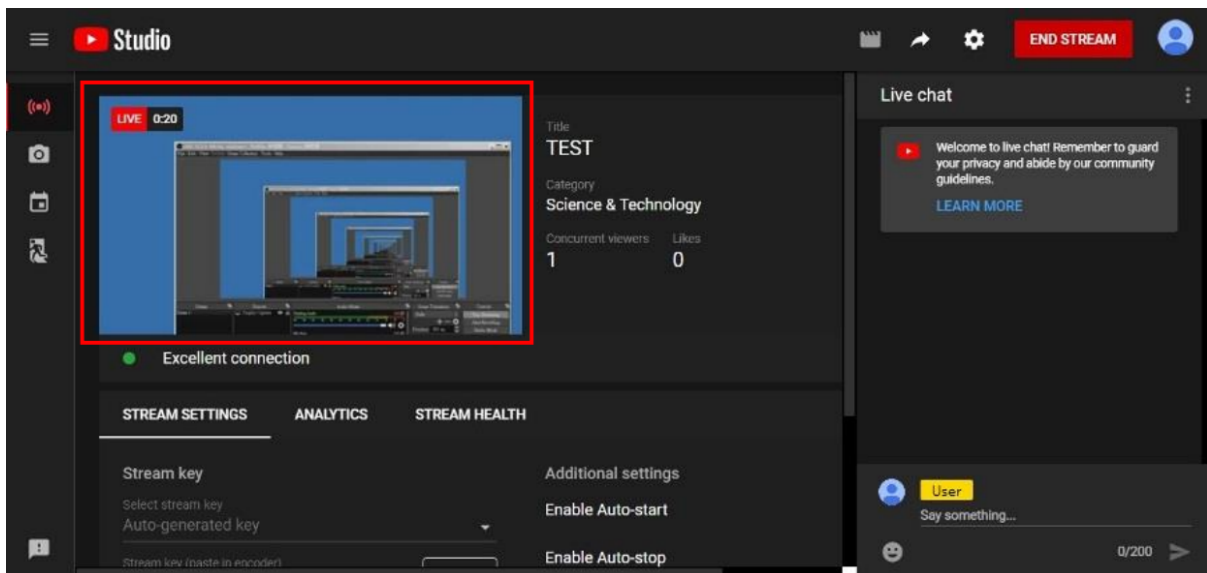 Studio
END STREAM
LIVE 0:20
Title
TEST
Category
Science & Technology
Concurrent viewers Likes
1 0
Excellent connection
STREAM SETTINGS ANALYTICS STREAM HEALTH
Stream key
Select stream key
Auto-generated key
Stream key (paste in encoder)
Additional settings
Enable Auto-start
Enable Auto-stop
Live chat
Welcome to live chat! Remember to guard
your privacy and abide by our community
guidelines.
LEARN MORE
User
Say something...
0/200